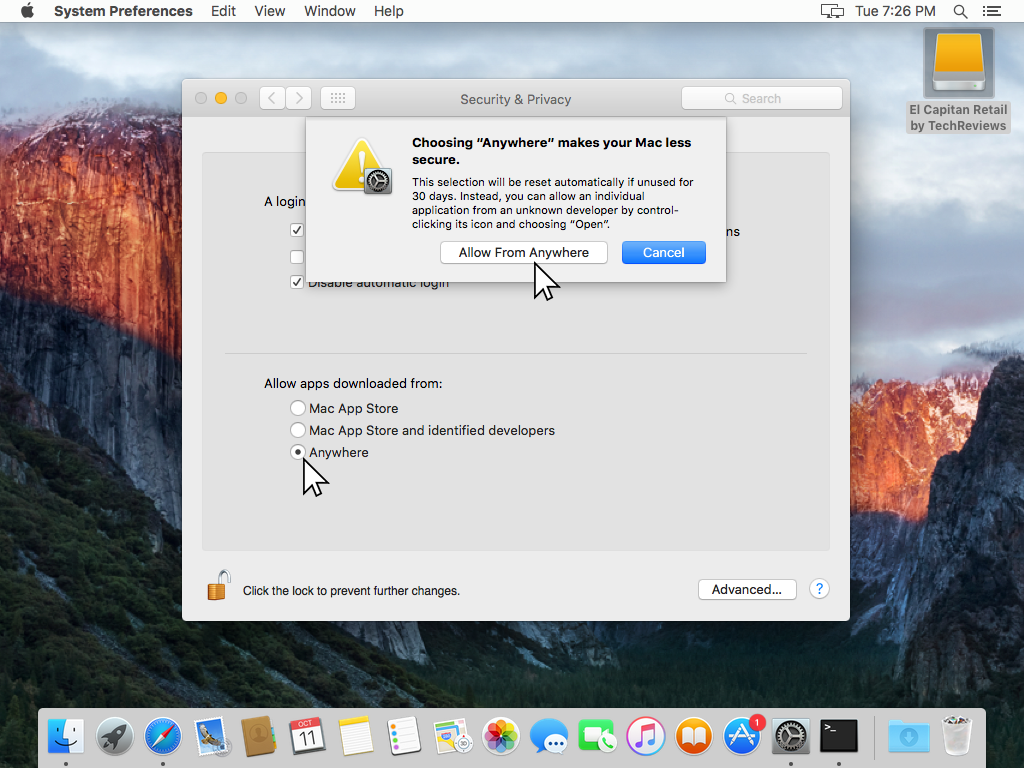 System Preferences Edit View Window Help
Tue 7:26 PM
El Capitan Retail
by TechReviews
Security & Privacy
Search
Choosing “Anywhere” makes your Mac less
secure.
This selection will be reset automatically if unused for
30 days. Instead, you can allow an individual
application from an unknown developer by control-
clicking its icon and choosing “Open”.
Allow From Anywhere
Cancel
A login
ns
Disable automatic login
Allow apps downloaded from:
Mac App Store
Mac App Store and identified developers
Anywhere
Click the lock to prevent further changes.
Advanced...
?
OCT
11
1
>_